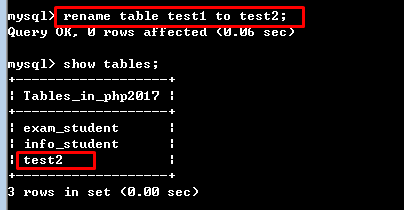 mysql> rename table test1 to test2;
Query OK, 0 rows affected (0.06 sec)
mysql> show tables;
+--------------------+
| Tables_in_php2017 |
+--------------------+
| exam_student |
| info_student |
| test2 |
+--------------------+
3 rows in set (0.00 sec)